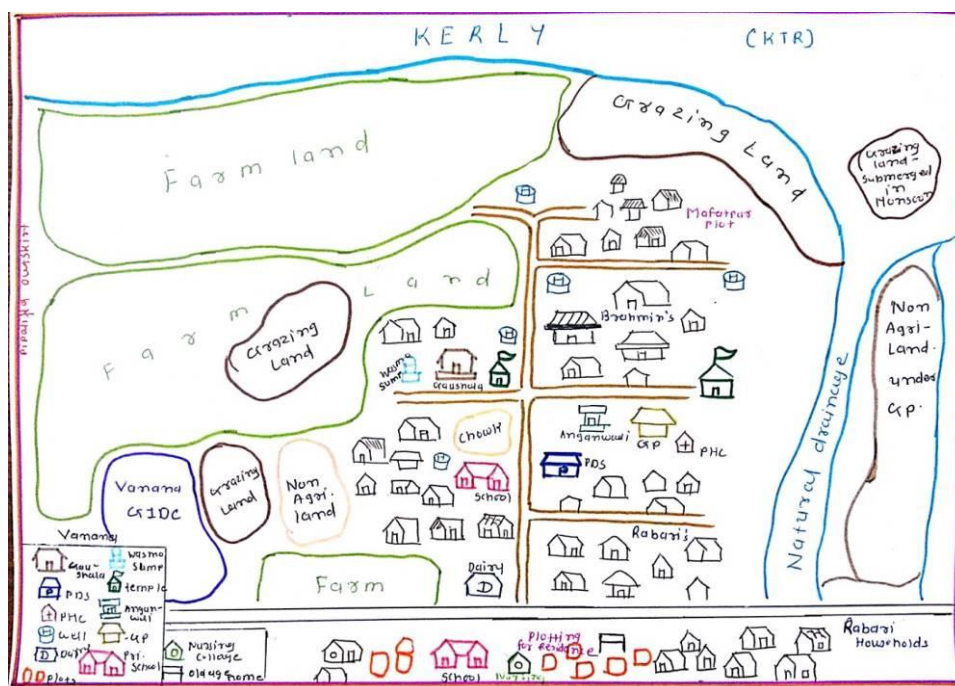 KERLY
(KTR)
Farm land
Grazing Land
Grazing
land-
submerged
in
Monsoon
Mafatpur
Plot
Farm Land
Grazing
Land
Brahmin's
Wasmo
Sump
Gaushala
Non
Agri-
Land.
under
GP.
Natural drainage
Chowk
Anganwadi
GP
PHC
PDS
School
Vanana
GIDC
Grazing
Land
Non
Agri-
land
Rabari's
Dairy
D
Farm
Vanana
Gau-
shala
Wasmo
Sump
P
PDS
temple
PHC
Angan-
wadi
Well
GP
D
Dairy
Pri-
School
Plots
Nursing
College
old age home
School
Plotting
for Residence
Rabari
Households